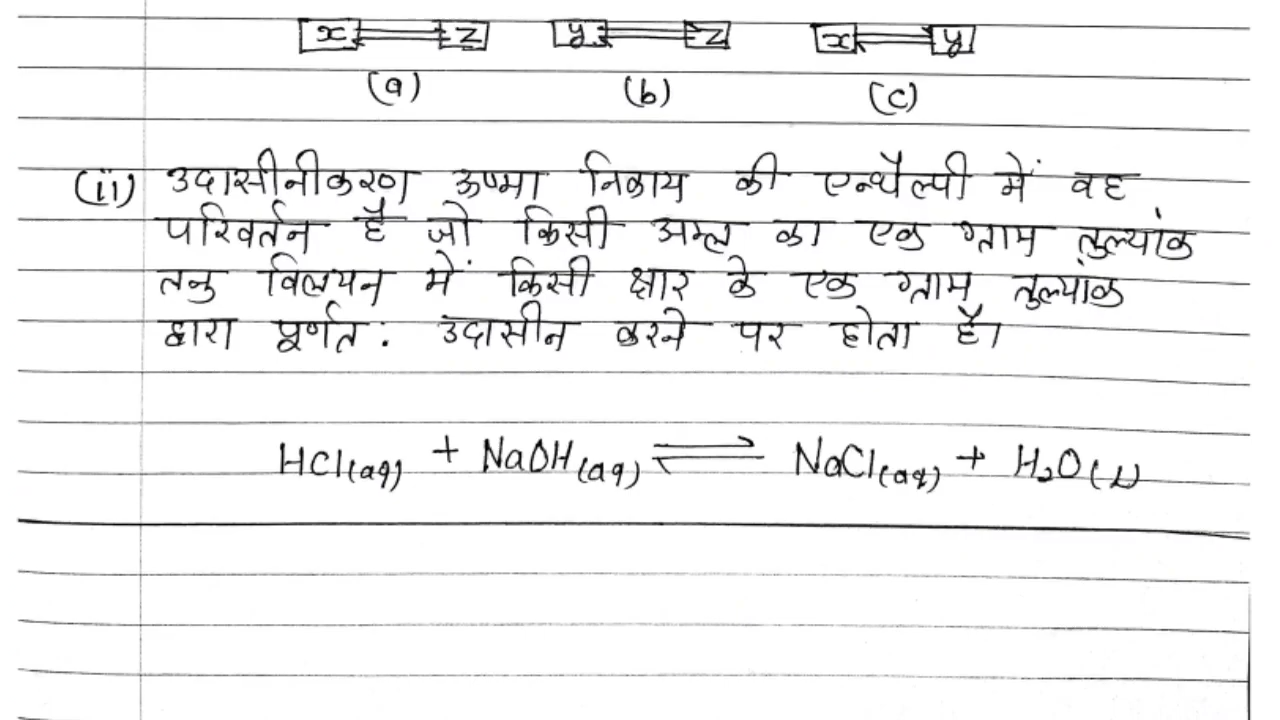 x ⇌ z y ⇌ z x ⇌ y
(a) (b) (c)
(ii) उदासीनीकरण ऊष्मा निकाय की एन्थैल्पी में वह
परिवर्तन है जो किसी अम्ल का एक ग्राम तुल्यांक
तनु विलयन में किसी क्षार के एक ग्राम तुल्यांक
द्वारा पूर्णत: उदासीन करने पर होता है।
HCl(aq) + NaOH(aq) ⇌ NaCl(aq) + H₂O(L)